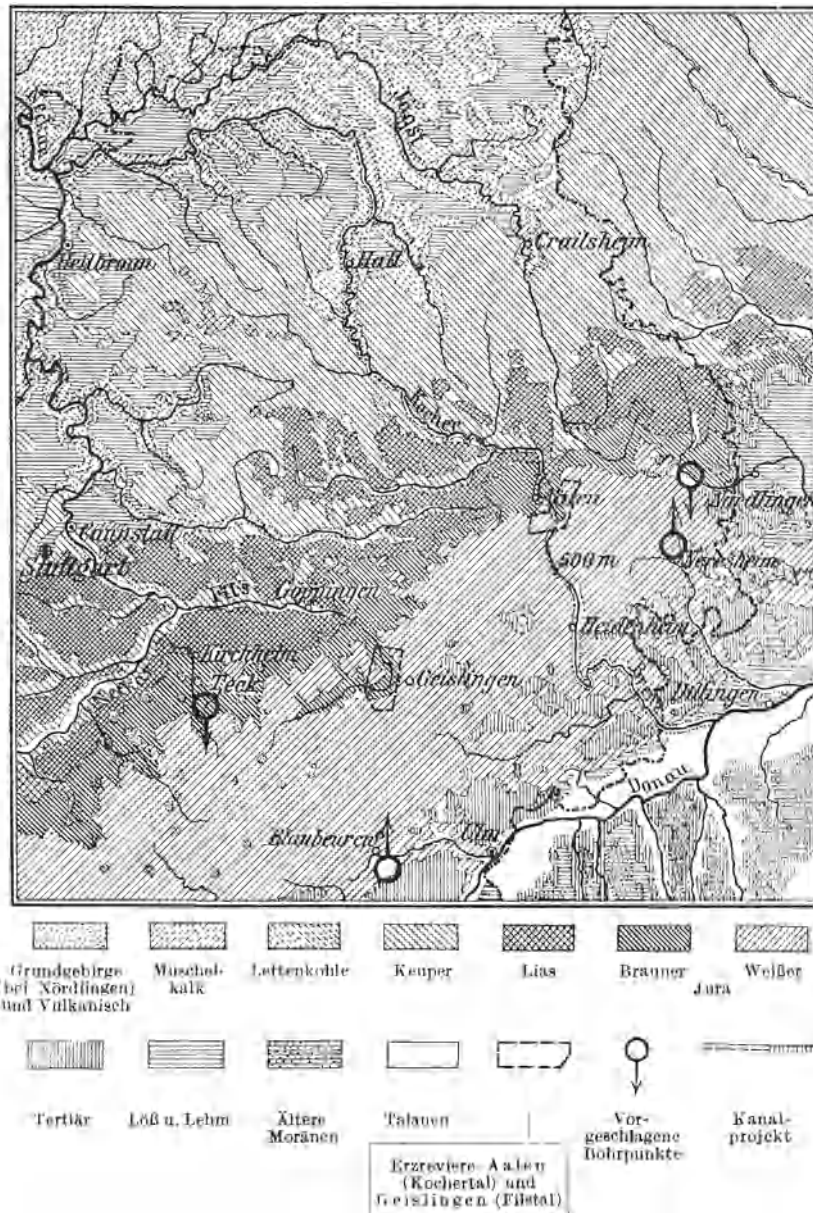 Jagst
Crailsheim
Heilbronn
Hall
Kocher
Nördlingen
Aalen
Cannstatt
Stuttgart
500 m
Neresheim
Fils
Göppingen
Heidenheim
Kirchheim
Teck
Geislingen
Neckar
Dillingen
Donau
Blaubeuren
Ulm
Grundgebirge
(bei Nördlingen)
und Vulkanisch
Muschel-
kalk
Lettenkohle
Keuper
Lias
Brauner
Weißer
Jura
Tertiär
Löß u. Lehm
Ältere
Moränen
Talauen
Vor-
geschlagene
Bohrpunkte
Kanal-
projekt
Erzreviere Aalen
(Kochertal) und
Geislingen (Filstal)